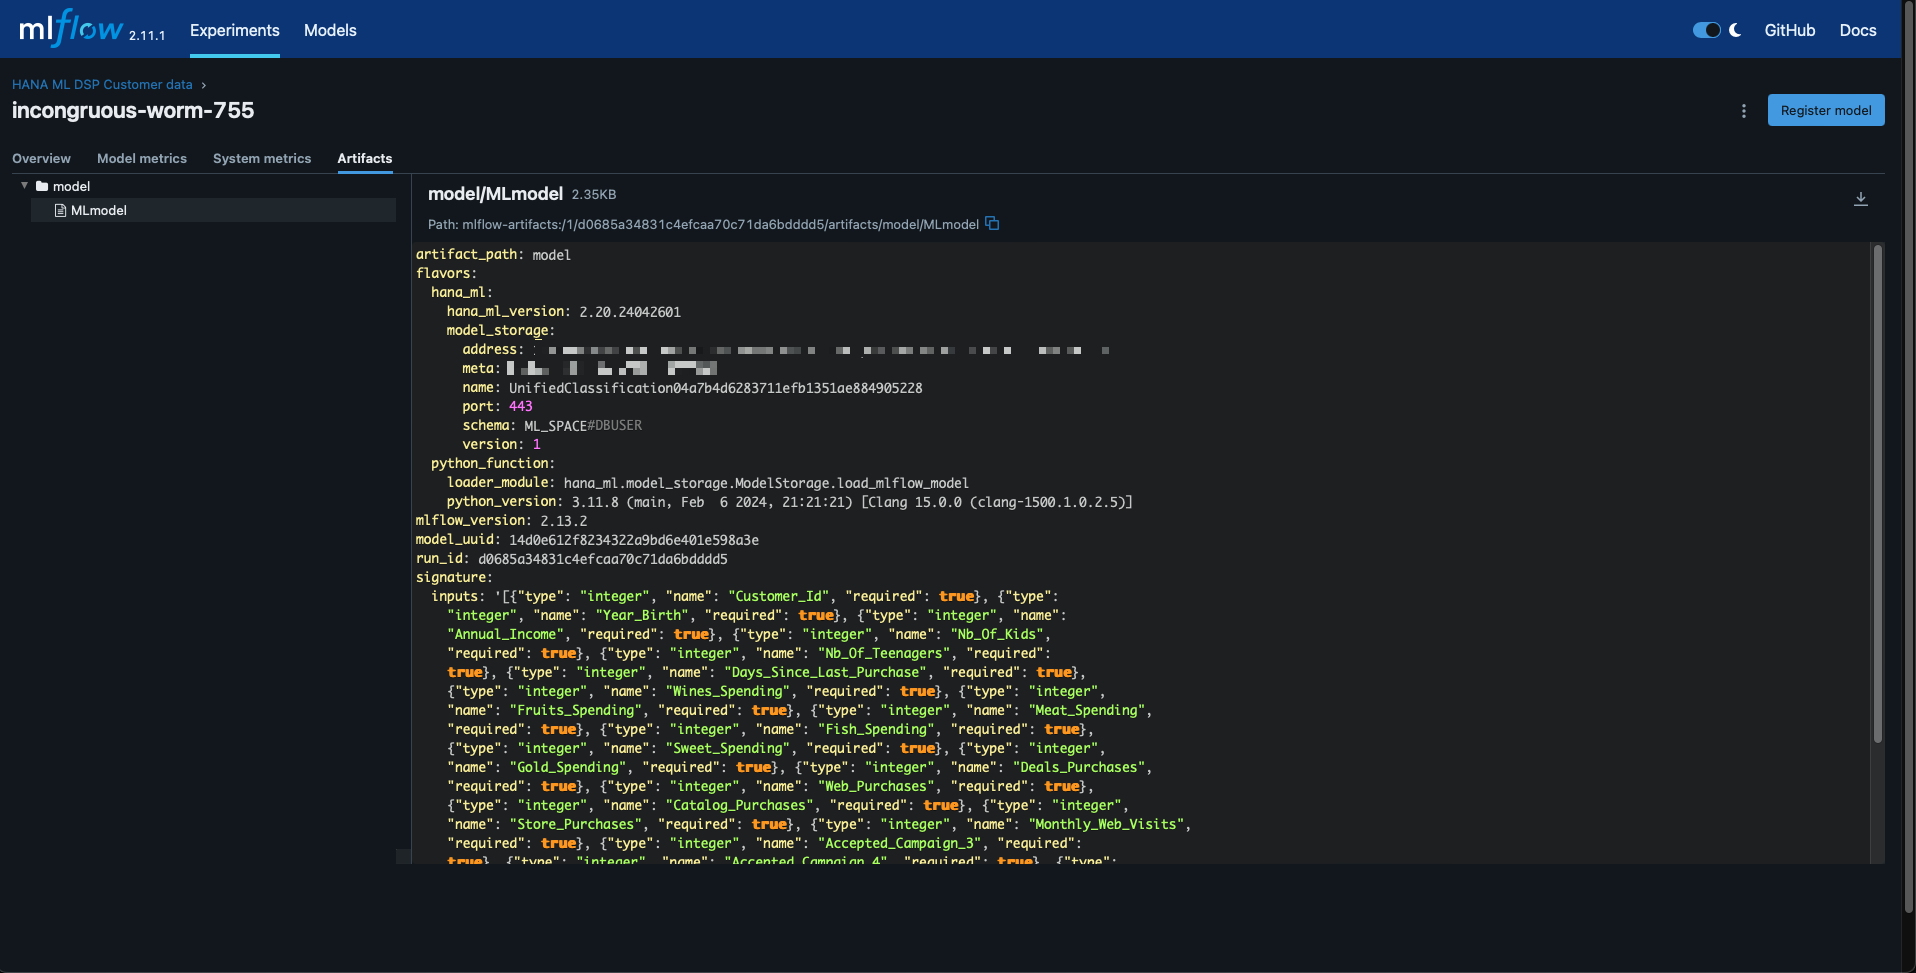 mlflow 2.11.1 Experiments Models GitHub Docs
HANA ML DSP Customer data ›
incongruous-worm-755
Register model
Overview Model metrics System metrics Artifacts
model
MLmodel
model/MLmodel 2.35KB
Path: mlflow-artifacts:/1/d0685a34831c4efcaa70c71da6bdddd5/artifacts/model/MLmodel
artifact_path: model
flavors:
hana_ml:
hana_ml_version: 2.20.24042601
model_storage:
address:
meta:
name: UnifiedClassification04a7b4d6283711efb1351ae884905228
port: 443
schema: ML_SPACE#DBUSER
version: 1
python_function:
loader_module: hana_ml.model_storage.ModelStorage.load_mlflow_model
python_version: 3.11.8 (main, Feb  6 2024, 21:21:21) [Clang 15.0.0 (clang-1500.1.0.2.5)]
mlflow_version: 2.13.2
model_uuid: 14d0e612f8234322a9bd6e401e598a3e
run_id: d0685a34831c4efcaa70c71da6bdddd5
signature:
inputs: '[{"type": "integer", "name": "Customer_Id", "required": true}, {"type":
"integer", "name": "Year_Birth", "required": true}, {"type": "integer", "name":
"Annual_Income", "required": true}, {"type": "integer", "name": "Nb_Of_Kids",
"required": true}, {"type": "integer", "name": "Nb_Of_Teenagers", "required":
true}, {"type": "integer", "name": "Days_Since_Last_Purchase", "required": true},
{"type": "integer", "name": "Wines_Spending", "required": true}, {"type": "integer",
"name": "Fruits_Spending", "required": true}, {"type": "integer", "name": "Meat_Spending",
"required": true}, {"type": "integer", "name": "Fish_Spending", "required": true},
{"type": "integer", "name": "Sweet_Spending", "required": true}, {"type": "integer",
"name": "Gold_Spending", "required": true}, {"type": "integer", "name": "Deals_Purchases",
"required": true}, {"type": "integer", "name": "Web_Purchases", "required": true},
{"type": "integer", "name": "Catalog_Purchases", "required": true}, {"type": "integer",
"name": "Store_Purchases", "required": true}, {"type": "integer", "name": "Monthly_Web_Visits",
"required": true}, {"type": "integer", "name": "Accepted_Campaign_3", "required":
true}, {"type": "integer", "name": "Accepted_Campaign_4", "required": true}, {"type":